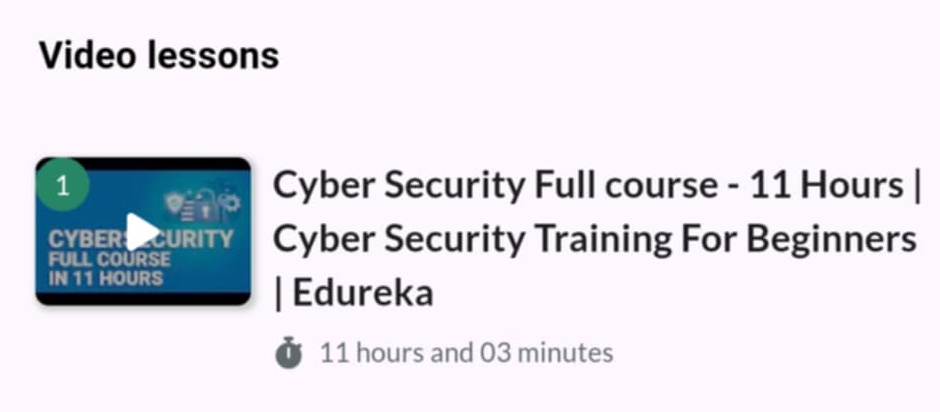 Video lessons
1
CYBERSECURITY
FULL COURSE
IN 11 HOURS
Cyber Security Full course - 11 Hours |
Cyber Security Training For Beginners
| Edureka
11 hours and 03 minutes